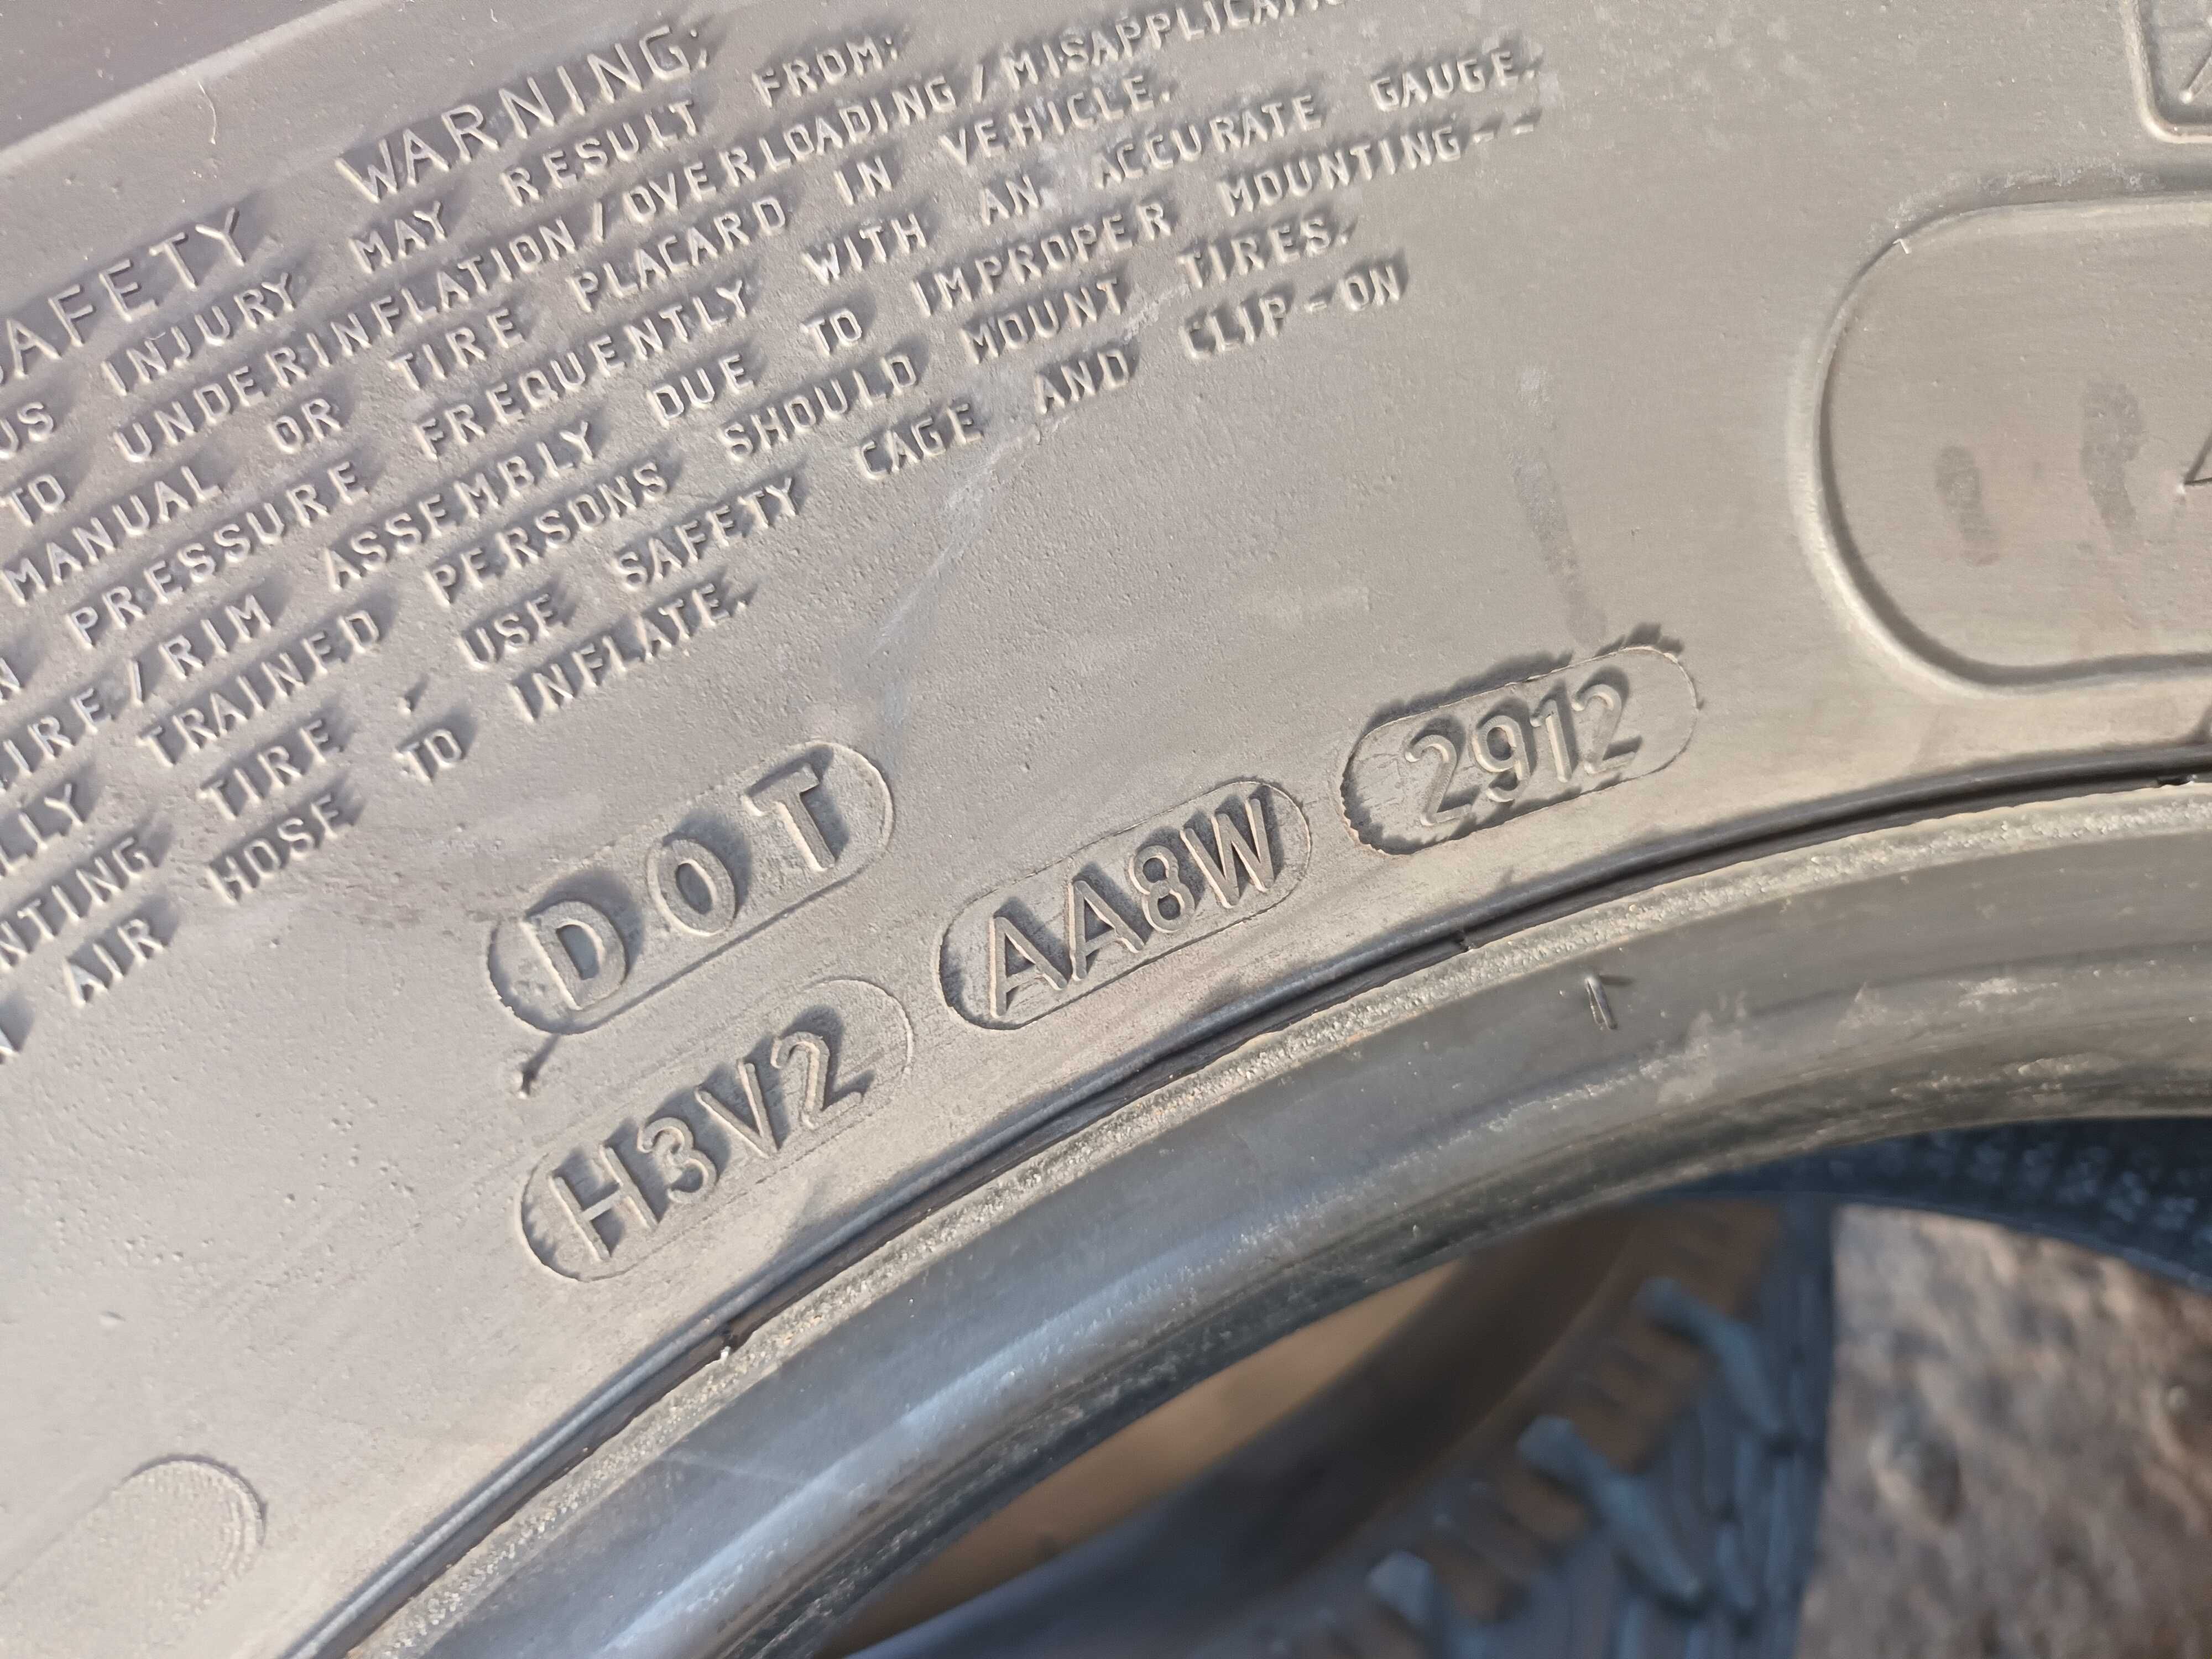 SAFETY WARNING:
INJURY MAY RESULT FROM:
TO UNDERINFLATION/OVERLOADING/MISAPPLICATION
MANUAL OR TIRE PLACARD IN VEHICLE.
PRESSURE FREQUENTLY WITH AN ACCURATE GAUGE.
TIRE/RIM ASSEMBLY DUE TO IMPROPER MOUNTING--
TRAINED PERSONS SHOULD MOUNT TIRES.
TIRE, USE SAFETY CAGE AND CLIP-ON
AIR HOSE TO INFLATE.
DOT
H3V2 AA8W 2912